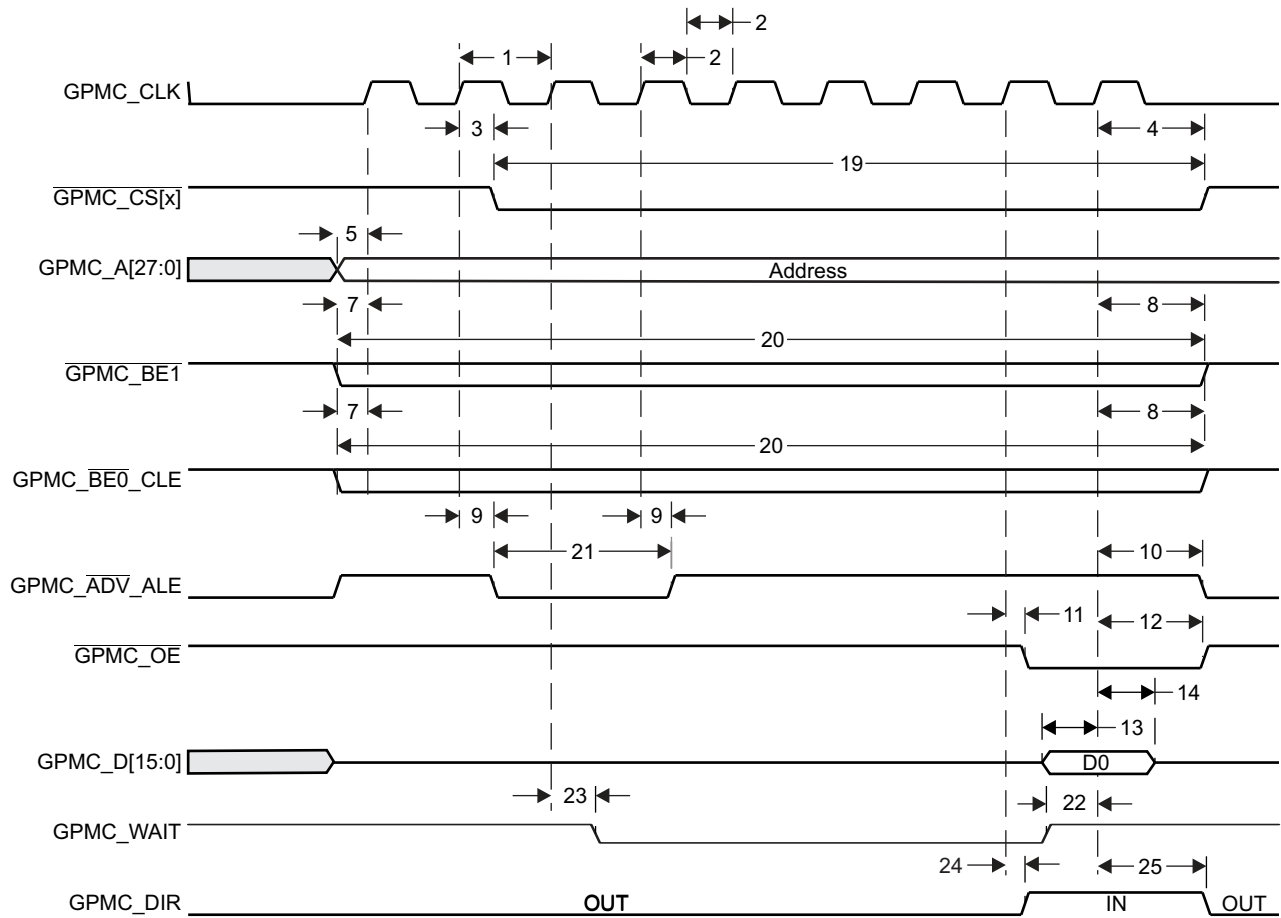 2
1
2
GPMC_CLK
3
4
19
GPMC_CS[x]
5
GPMC_A[27:0]
Address
7
8
20
GPMC_BE1
7
8
20
GPMC_BE0_CLE
9
9
21
10
GPMC_ADV_ALE
11
12
GPMC_OE
14
13
GPMC_D[15:0]
D0
23
22
GPMC_WAIT
24
25
GPMC_DIR
OUT
IN
OUT